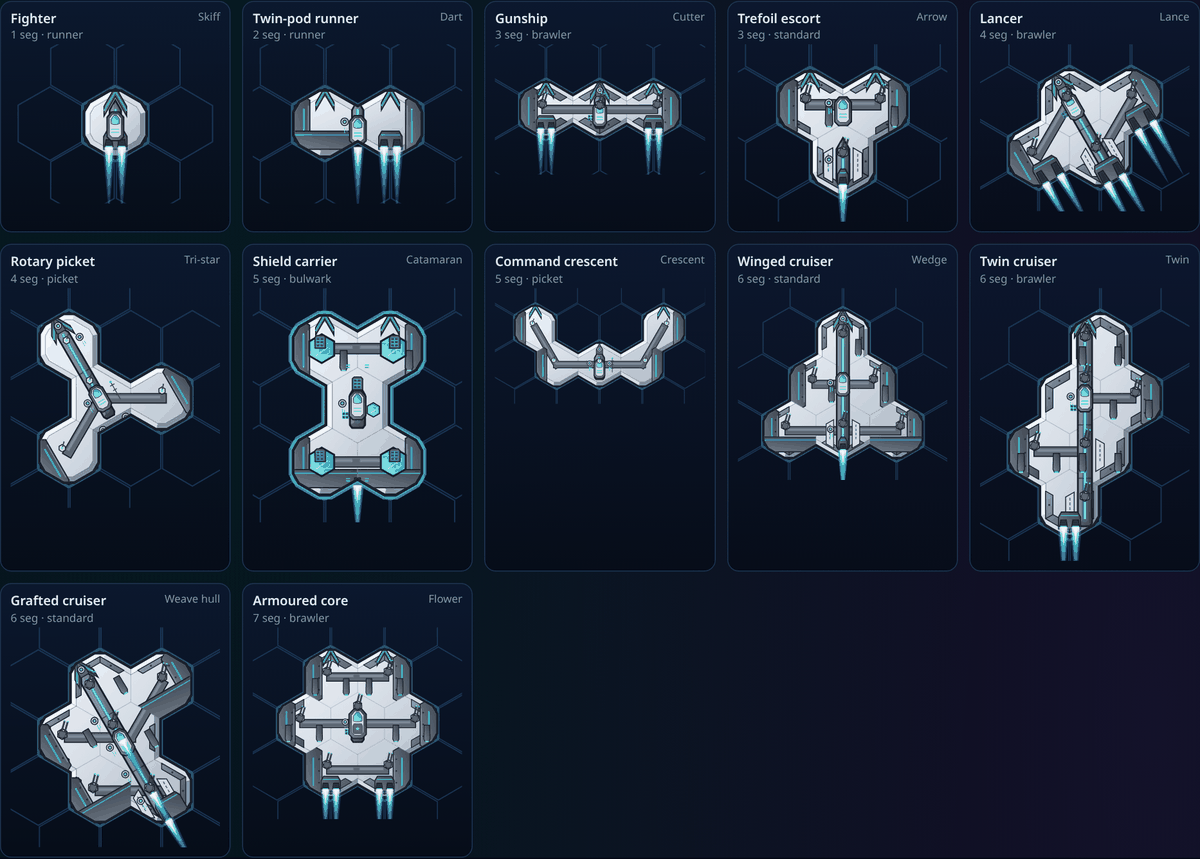 Fighter Skiff
1 seg · runner
Twin-pod runner Dart
2 seg · runner
Gunship Cutter
3 seg · brawler
Trefoil escort Arrow
3 seg · standard
Lancer Lance
4 seg · brawler
Rotary picket Tri-star
4 seg · picket
Shield carrier Catamaran
5 seg · bulwark
Command crescent Crescent
5 seg · picket
Winged cruiser Wedge
6 seg · standard
Twin cruiser Twin
6 seg · brawler
Grafted cruiser Weave hull
6 seg · standard
Armoured core Flower
7 seg · brawler